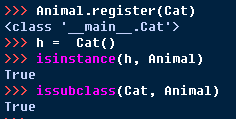 >>> Animal.register(Cat)
<class '__main__.Cat'>
>>> h =  Cat()
>>> isinstance(h, Animal)
True
>>> issubclass(Cat, Animal)
True